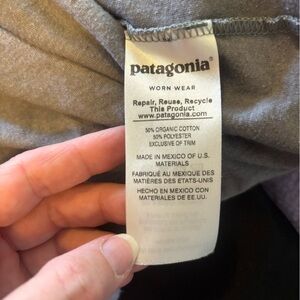 patagonia®
WORN WEAR
Repair, Reuse, Recycle
This Product
www.patagonia.com
50% ORGANIC COTTON
50% POLYESTER
EXCLUSIVE OF TRIM
MADE IN MEXICO OF U.S.
MATERIALS
FABRIQUÉ AU MEXIQUE DES
MATIÈRES DES ETATS-UNIS
HECHO EN MEXICO CON
MATERIALES DE EE.UU.